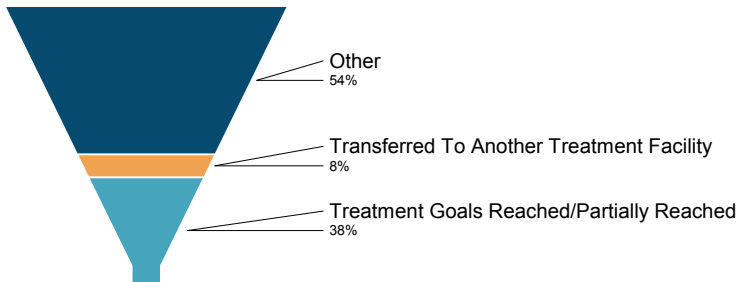 Other
54%
Transferred To Another Treatment Facility
8%
Treatment Goals Reached/Partially Reached
38%